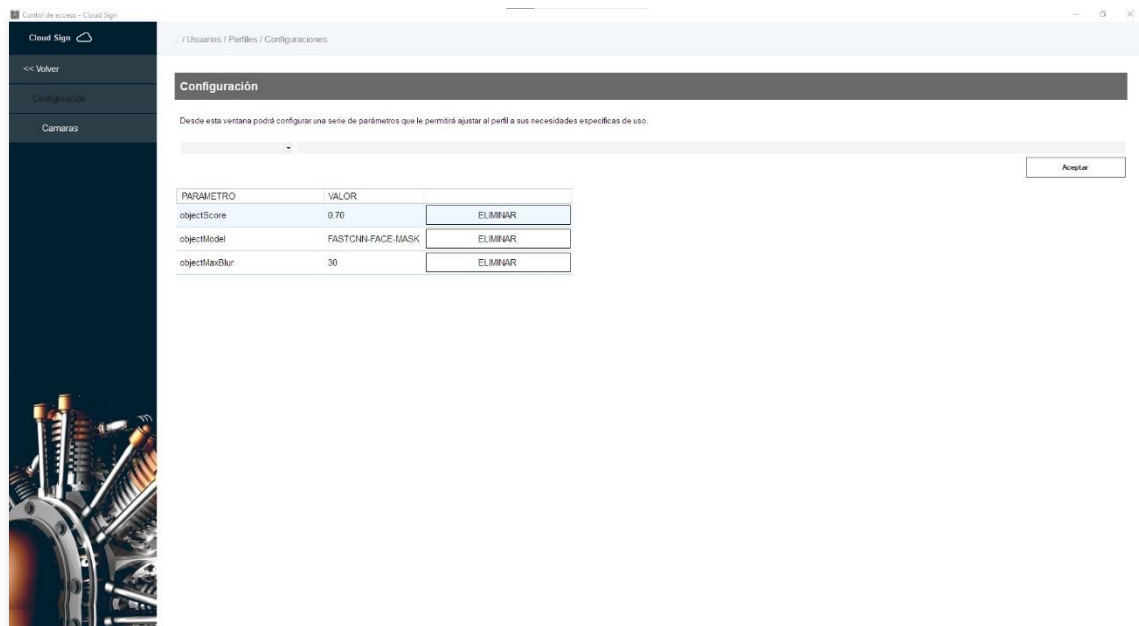 Contol de acceso - Cloud Sign
Cloud Sign
... / Usuarios / Perfiles / Configuraciones
<< Volver
Configuración
Camaras
Configuración
Desde esta ventana podrá configurar una serie de parámetros que le permitirá ajustar al perfil a sus necesidades específicas de uso.
Aceptar
PARAMETRO VALOR
objectScore 0.70 ELIMINAR
objectModel FASTCNN-FACE-MASK ELIMINAR
objectMaxBlur 30 ELIMINAR